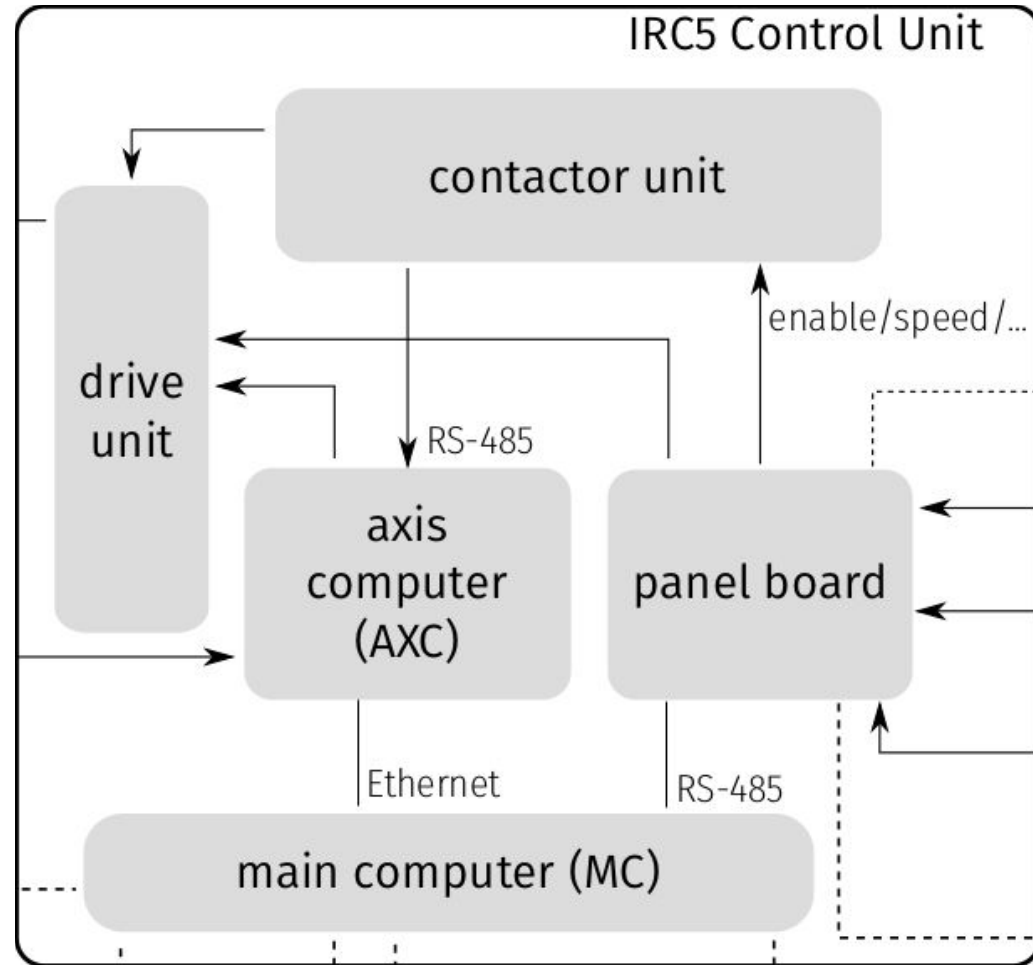 IRC5 Control Unit
contactor unit
enable/speed/...
drive
unit
RS-485
axis
computer
(AXC)
panel board
Ethernet
RS-485
main computer (MC)